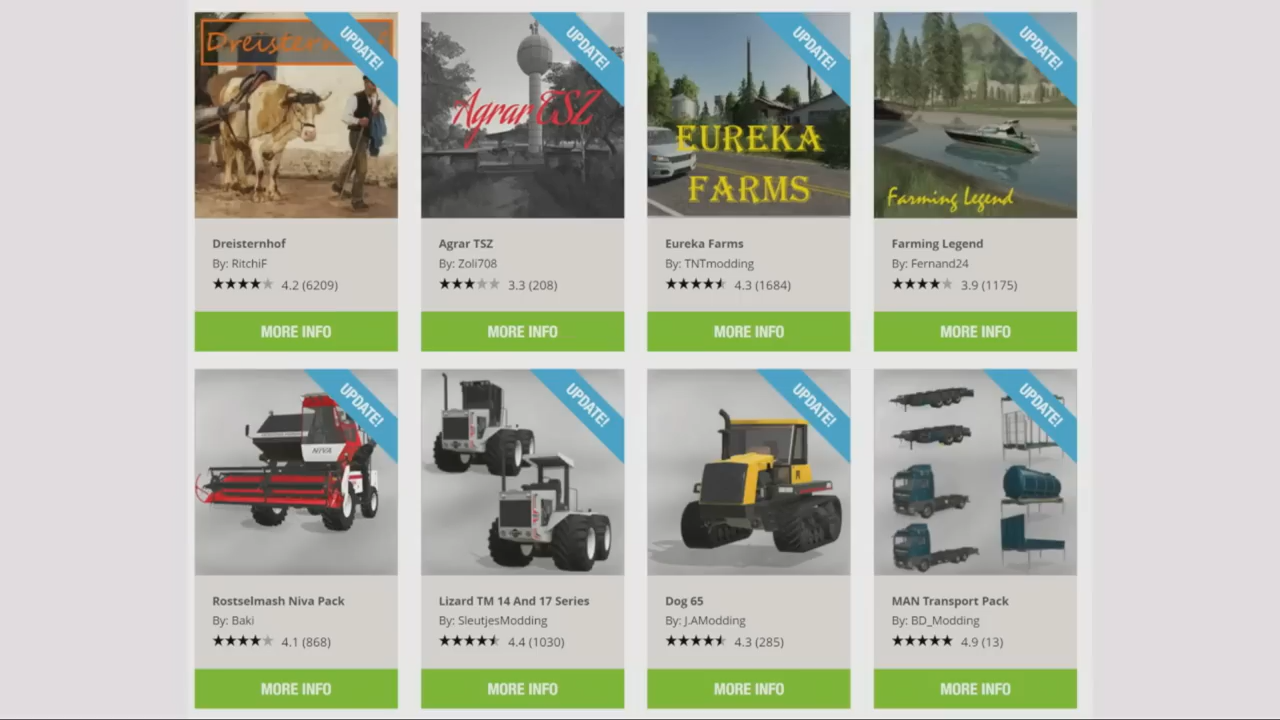 Dreisternhof
UPDATE!
Agrar TSZ
UPDATE!
EUREKA
FARMS
UPDATE!
Farming Legend
UPDATE!
Dreisternhof
By: RitchiF
4.2 (6209)
MORE INFO
Agrar TSZ
By: Zoli708
3.3 (208)
MORE INFO
Eureka Farms
By: TNTmodding
4.3 (1684)
MORE INFO
Farming Legend
By: Fernand24
3.9 (1175)
MORE INFO
NIVA
UPDATE!
UPDATE!
UPDATE!
UPDATE!
Rostselmash Niva Pack
By: Baki
4.1 (868)
MORE INFO
Lizard TM 14 And 17 Series
By: SleutjesModding
4.4 (1030)
MORE INFO
Dog 65
By: J.AModding
4.3 (285)
MORE INFO
MAN Transport Pack
By: BD_Modding
4.9 (13)
MORE INFO